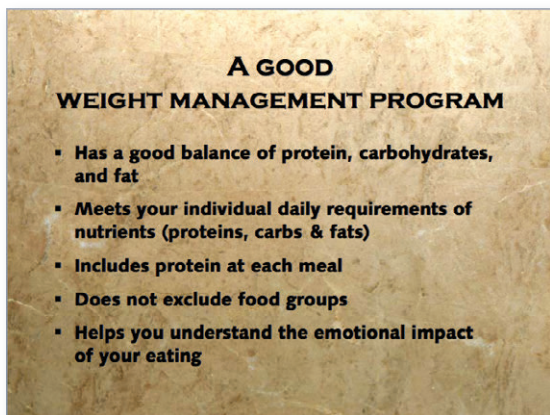 A GOOD
WEIGHT MANAGEMENT PROGRAM
▪ Has a good balance of protein, carbohydrates,
and fat
▪ Meets your individual daily requirements of
nutrients (proteins, carbs & fats)
▪ Includes protein at each meal
▪ Does not exclude food groups
▪ Helps you understand the emotional impact
of your eating